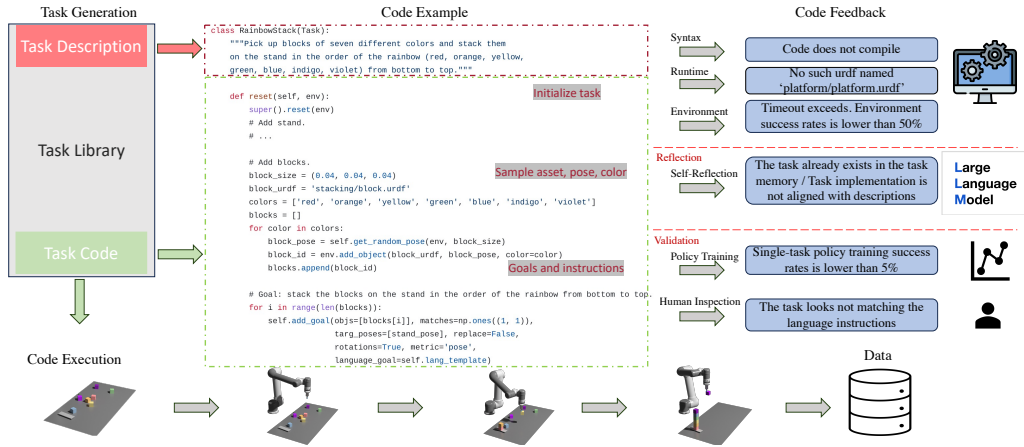 Task Generation
Task Description
Task Library
Task Code
Code Example
class RainbowStack(Task):
"""Pick up blocks of seven different colors and stack them
on the stand in the order of the rainbow (red, orange, yellow,
green, blue, indigo, violet) from bottom to top."""
Initialize task
def reset(self, env):
super().reset(env)
# Add stand.
# ...
# Add blocks.
Sample asset, pose, color
block_size = (0.04, 0.04, 0.04)
block_urdf = 'stacking/block.urdf'
colors = ['red', 'orange', 'yellow', 'green', 'blue', 'indigo', 'violet']
blocks = []
for color in colors:
block_pose = self.get_random_pose(env, block_size)
block_id = env.add_object(block_urdf, block_pose, color=color)
blocks.append(block_id)
Goals and instructions
# Goal: stack the blocks on the stand in the order of the rainbow from bottom to top.
for i in range(len(blocks)):
self.add_goal(objs=[blocks[i]], matches=np.ones((1, 1)),
targ_poses=[stand_pose], replace=False,
rotations=True, metric='pose',
language_goal=self.lang_template)
Code Feedback
Syntax
Code does not compile
Runtime
No such urdf named
'platform/platform.urdf'
Environment
Timeout exceeds. Environment
success rates is lower than 50%
Reflection
Self-Reflection
The task already exists in the task
memory / Task implementation is
not aligned with descriptions
Large
Language
Model
Validation
Policy Training
Single-task policy training success
rates is lower than 5%
Human Inspection
The task looks not matching the
language instructions
Code Execution
Data